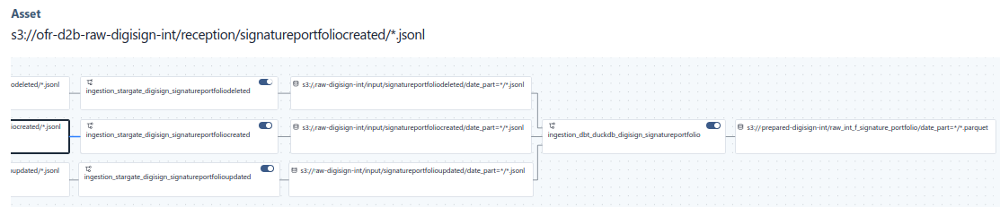 Asset
s3://ofr-d2b-raw-digisign-int/reception/signatureportfoliocreated/*.jsonl
odeleted/*.jsonl
ingestion_stargate_digisign_signatureportfoliodeleted
s3://raw-digisign-int/input/signatureportfoliodeleted/date_part=*/*.jsonl
iocreated/*.jsonl
ingestion_stargate_digisign_signatureportfoliocreated
s3://raw-digisign-int/input/signatureportfoliocreated/date_part=*/*.jsonl
ingestion_dbt_duckdb_digisign_signatureportfolio
s3://prepared-digisign-int/raw_int_f_signature_portfolio/date_part=*/*.parquet
oupdated/*.jsonl
ingestion_stargate_digisign_signatureportfolioupdated
s3://raw-digisign-int/input/signatureportfolioupdated/date_part=*/*.jsonl